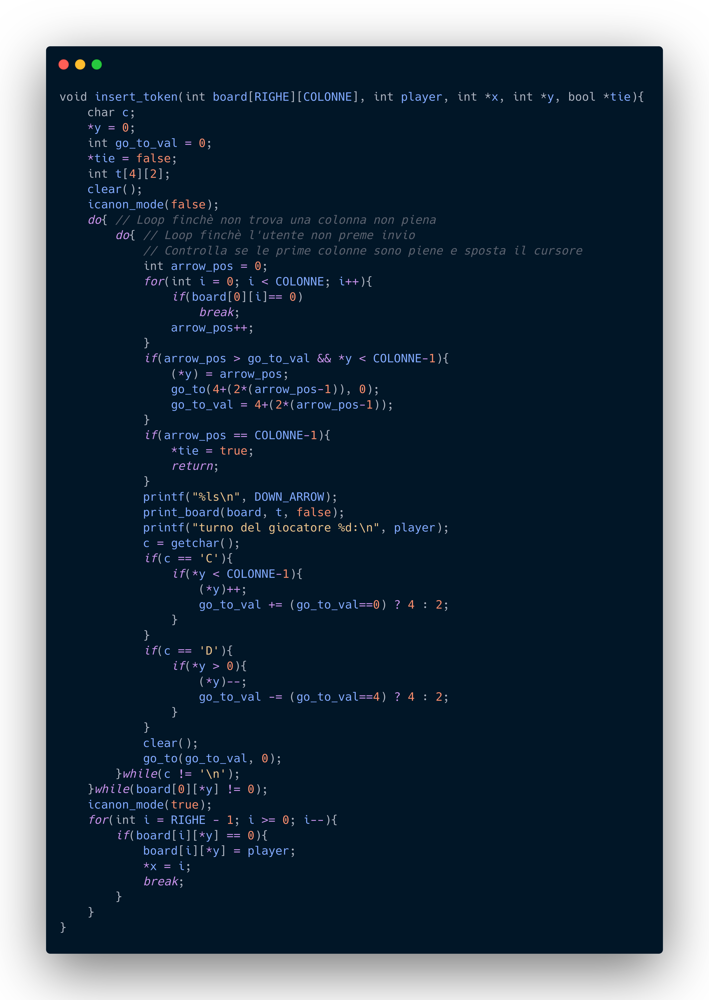 void insert_token(int board[RIGHE][COLONNE], int player, int *x, int *y, bool *tie){
    char c;
    *y = 0;
    int go_to_val = 0;
    *tie = false;
    int t[4][2];
    clear();
    icanon_mode(false);
    do{ // Loop finchè non trova una colonna non piena
        do{ // Loop finchè l'utente non preme invio
            // Controlla se le prime colonne sono piene e sposta il cursore
            int arrow_pos = 0;
            for(int i = 0; i < COLONNE; i++){
                if(board[0][i]== 0)
                    break;
                arrow_pos++;
            }
            if(arrow_pos > go_to_val && *y < COLONNE-1){
                (*y) = arrow_pos;
                go_to(4+(2*(arrow_pos-1)), 0);
                go_to_val = 4+(2*(arrow_pos-1));
            }
            if(arrow_pos == COLONNE-1){
                *tie = true;
                return;
            }
            printf("%ls\n", DOWN_ARROW);
            print_board(board, t, false);
            printf("turno del giocatore %d:\n", player);
            c = getchar();
            if(c == 'C'){
                if(*y < COLONNE-1){
                    (*y)++;
                    go_to_val += (go_to_val==0) ? 4 : 2;
                }
            }
            if(c == 'D'){
                if(*y > 0){
                    (*y)--;
                    go_to_val -= (go_to_val==4) ? 4 : 2;
                }
            }
            clear();
            go_to(go_to_val, 0);
        }while(c != '\n');
    }while(board[0][*y] != 0);
    icanon_mode(true);
    for(int i = RIGHE - 1; i >= 0; i--){
        if(board[i][*y] == 0){
            board[i][*y] = player;
            *x = i;
            break;
        }
    }
}